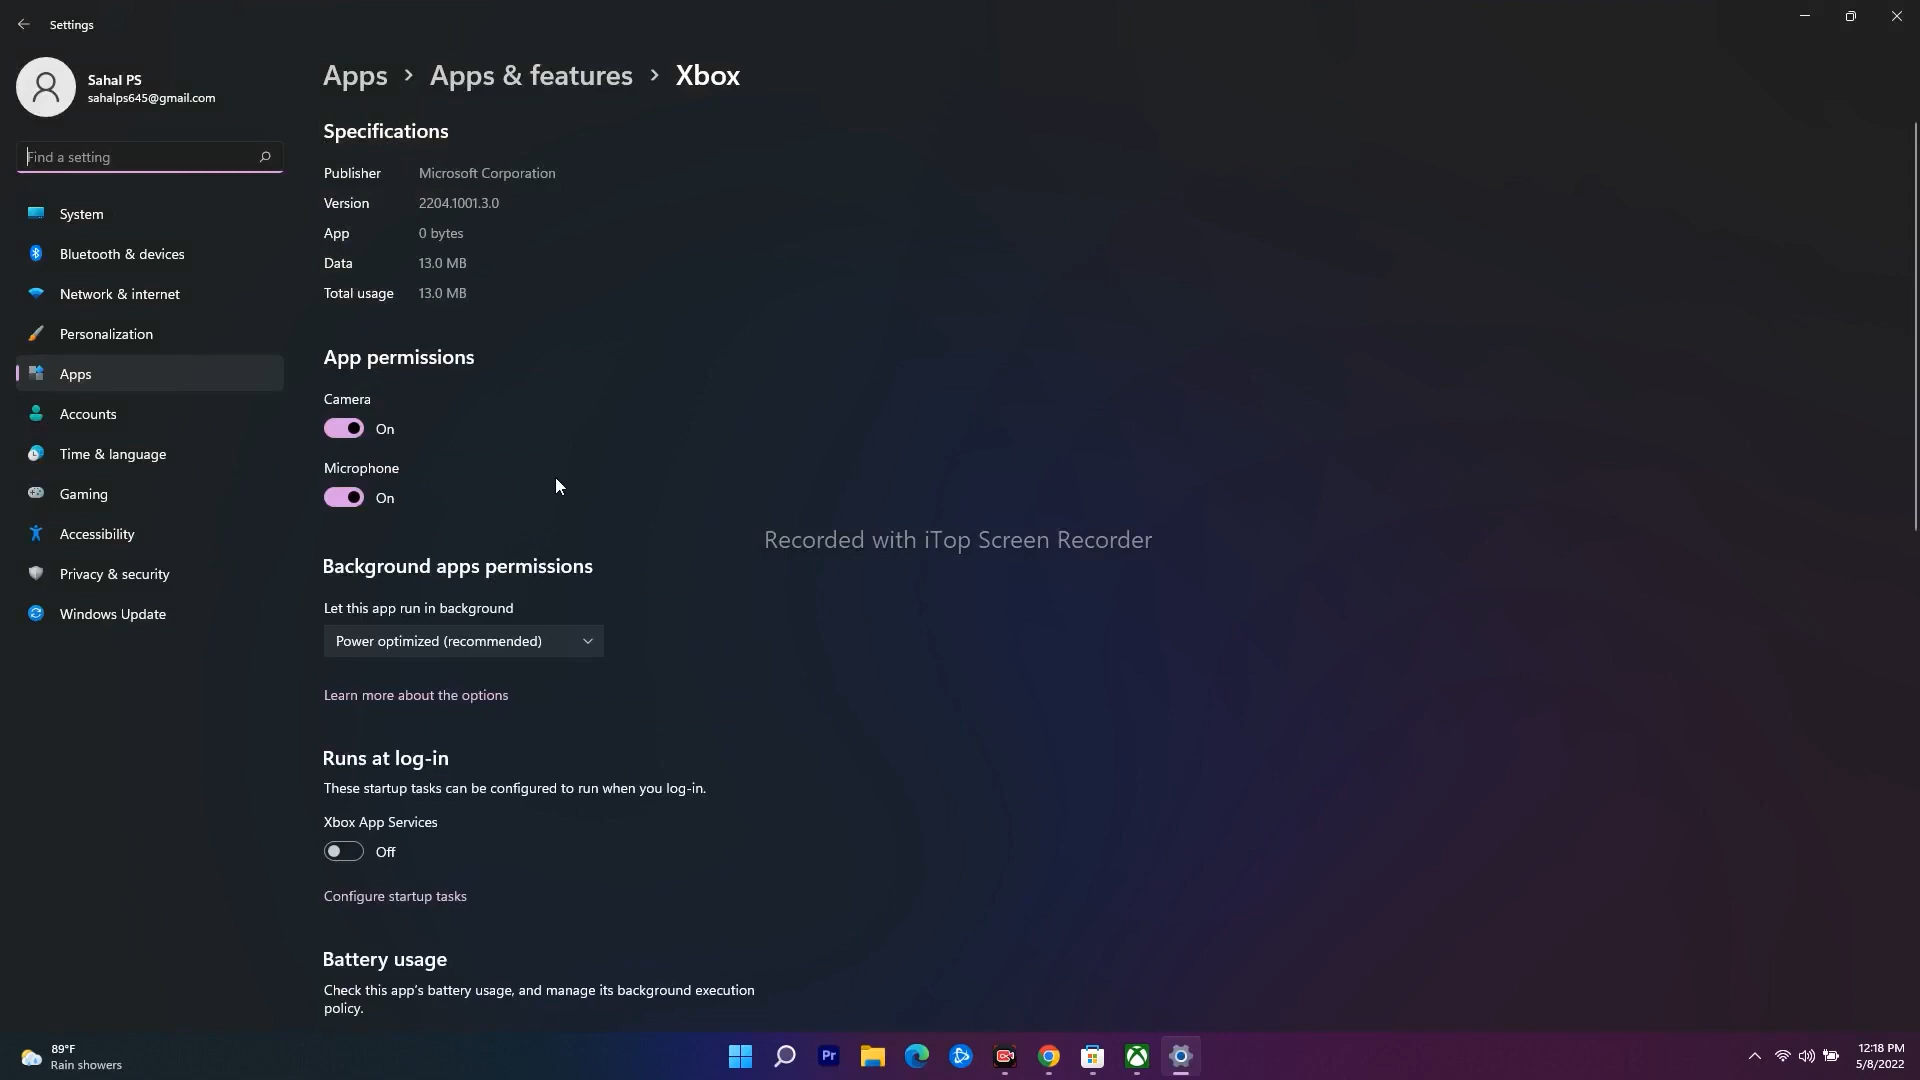 Settings
Sahal PS
sahalps645@gmail.com
Find a setting
System
Bluetooth & devices
Network & internet
Personalization
Apps
Accounts
Time & language
Gaming
Accessibility
Privacy & security
Windows Update
Apps > Apps & features > Xbox
Specifications
Publisher Microsoft Corporation
Version 2204.1001.3.0
App 0 bytes
Data 13.0 MB
Total usage 13.0 MB
App permissions
Camera
On
Microphone
On
Recorded with iTop Screen Recorder
Background apps permissions
Let this app run in background
Power optimized (recommended)
Learn more about the options
Runs at log-in
These startup tasks can be configured to run when you log-in.
Xbox App Services
Off
Configure startup tasks
Battery usage
Check this app's battery usage, and manage its background execution
policy.
89°F
Rain showers
Pr
12:18 PM
5/8/2022